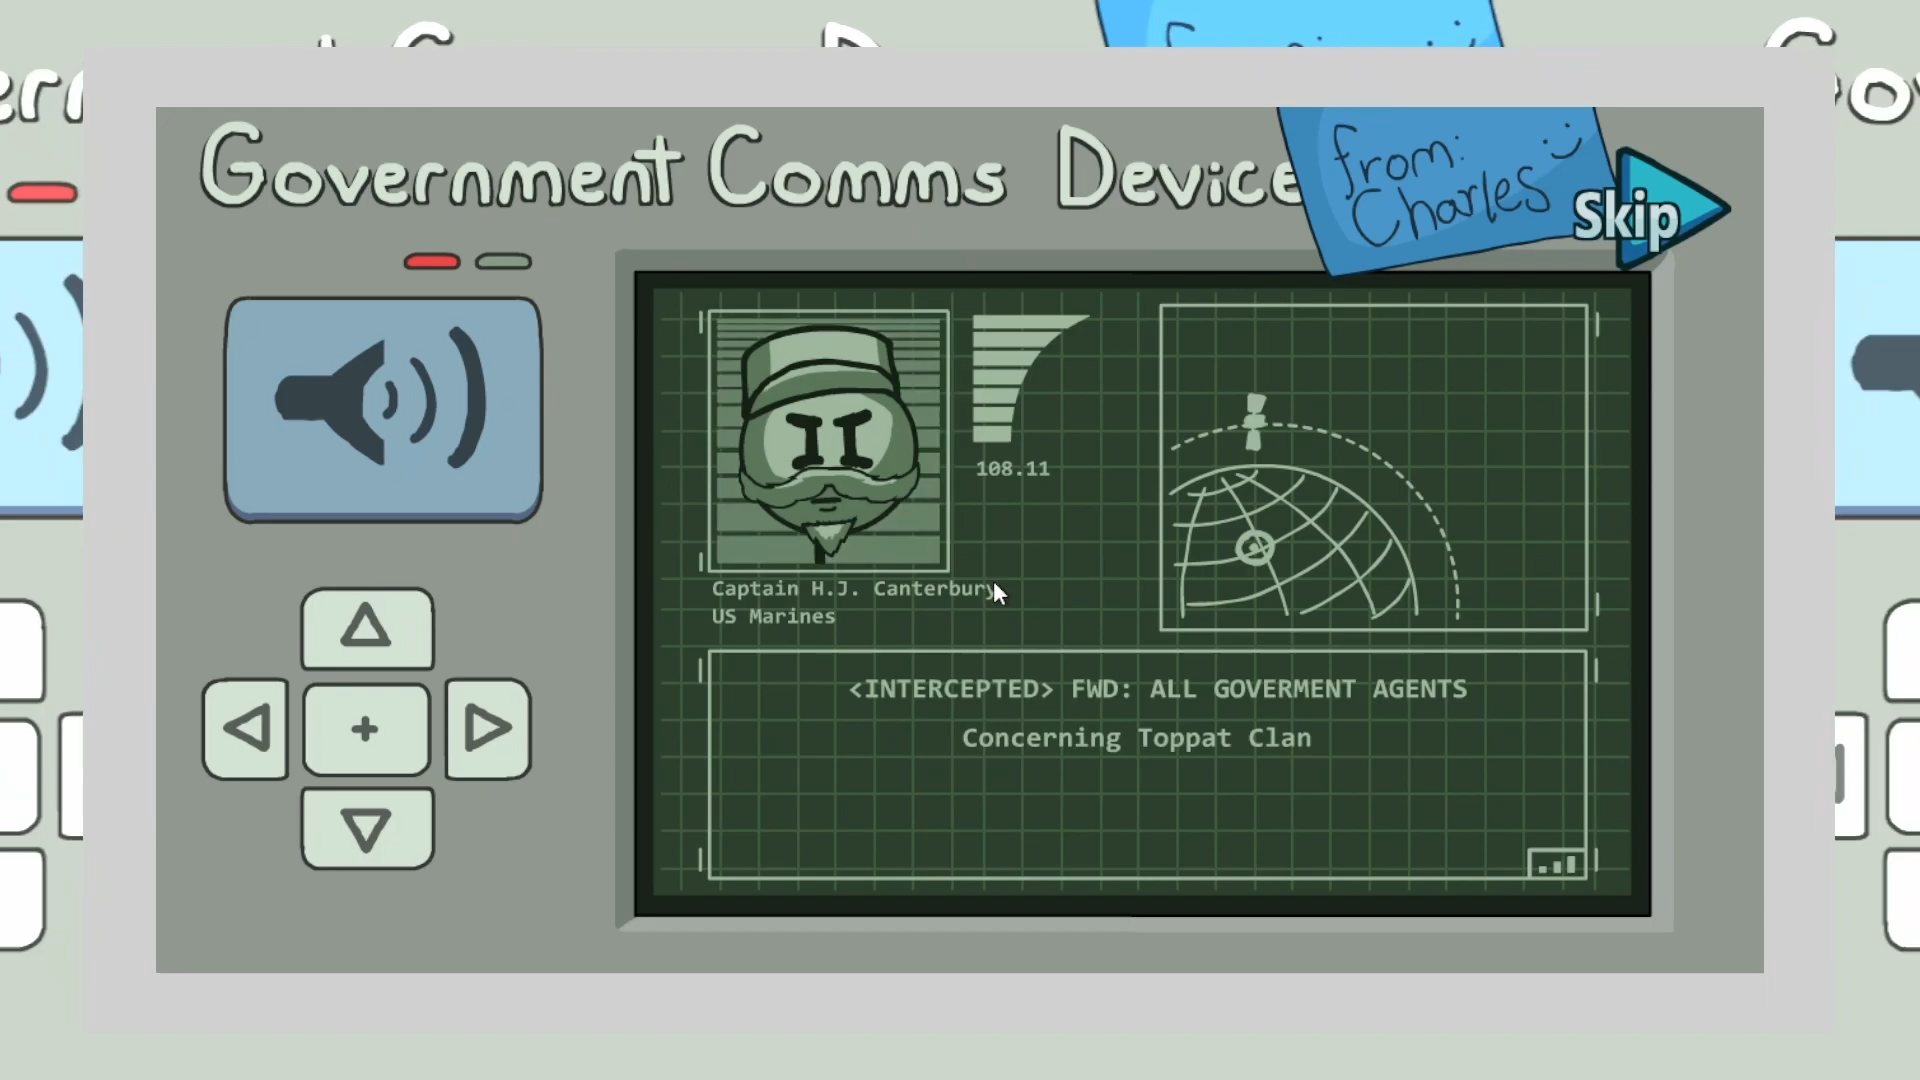 Government Comms Device
from: :)
Charles
Skip
108.11
Captain H.J. Canterbury
US Marines
<INTERCEPTED> FWD: ALL GOVERMENT AGENTS
Concerning Toppat Clan